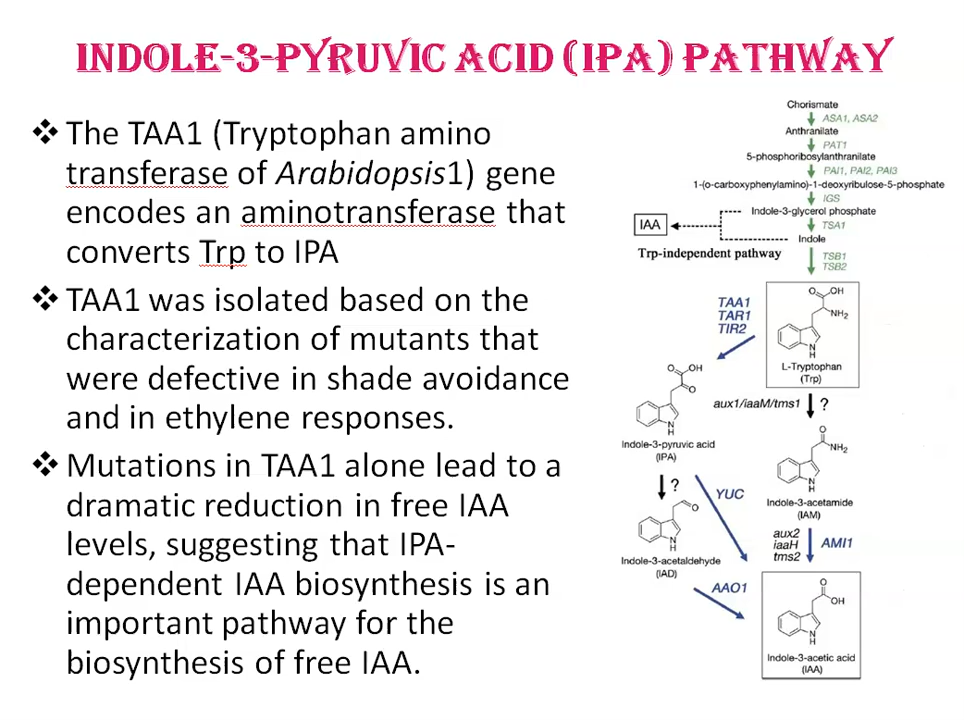 INDOLE-3-PYRUVIC ACID (IPA) PATHWAY
❖ The TAA1 (Tryptophan amino
transferase of Arabidopsis1) gene
encodes an aminotransferase that
converts Trp to IPA
❖ TAA1 was isolated based on the
characterization of mutants that
were defective in shade avoidance
and in ethylene responses.
❖ Mutations in TAA1 alone lead to a
dramatic reduction in free IAA
levels, suggesting that IPA-
dependent IAA biosynthesis is an
important pathway for the
biosynthesis of free IAA.
Chorismate
ASA1, ASA2
Anthranilate
PAT1
5-phosphoribosylanthranilate
PAI1, PAI2, PAI3
1-(o-carboxyphenylamino)-1-deoxyribulose-5-phosphate
IGS
Indole-3-glycerol phosphate
IAA
TSA1
Indole
Trp-independent pathway
TSB1
TSB2
O
OH
NH2
N
H
L-Tryptophan
(Trp)
TAA1
TAR1
TIR2
O
OH
O
N
H
Indole-3-pyruvic acid
(IPA)
aux1/iaaM/tms1
?
O
NH2
N
H
Indole-3-acetamide
(IAM)
?
YUC
O
N
H
Indole-3-acetaldehyde
(IAD)
aux2
iaaH
tms2
AMI1
AAO1
O
OH
N
H
Indole-3-acetic acid
(IAA)